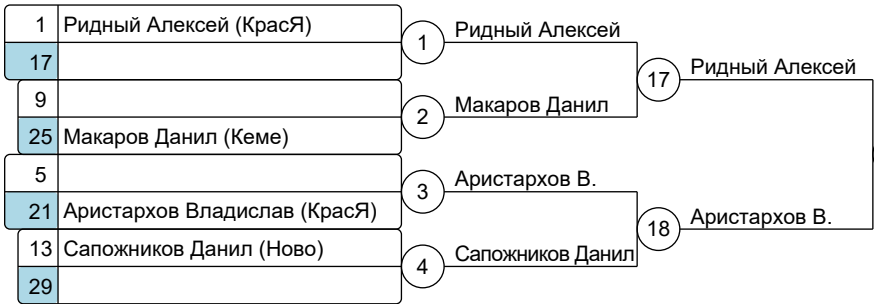 1 Ридный Алексей (КрасЯ)
17
9
25 Макаров Данил (Кеме)
5
21 Аристархов Владислав (КрасЯ)
13 Сапожников Данил (Ново)
29
1 Ридный Алексей
2 Макаров Данил
3 Аристархов В.
4 Сапожников Данил
17 Ридный Алексей
18 Аристархов В.